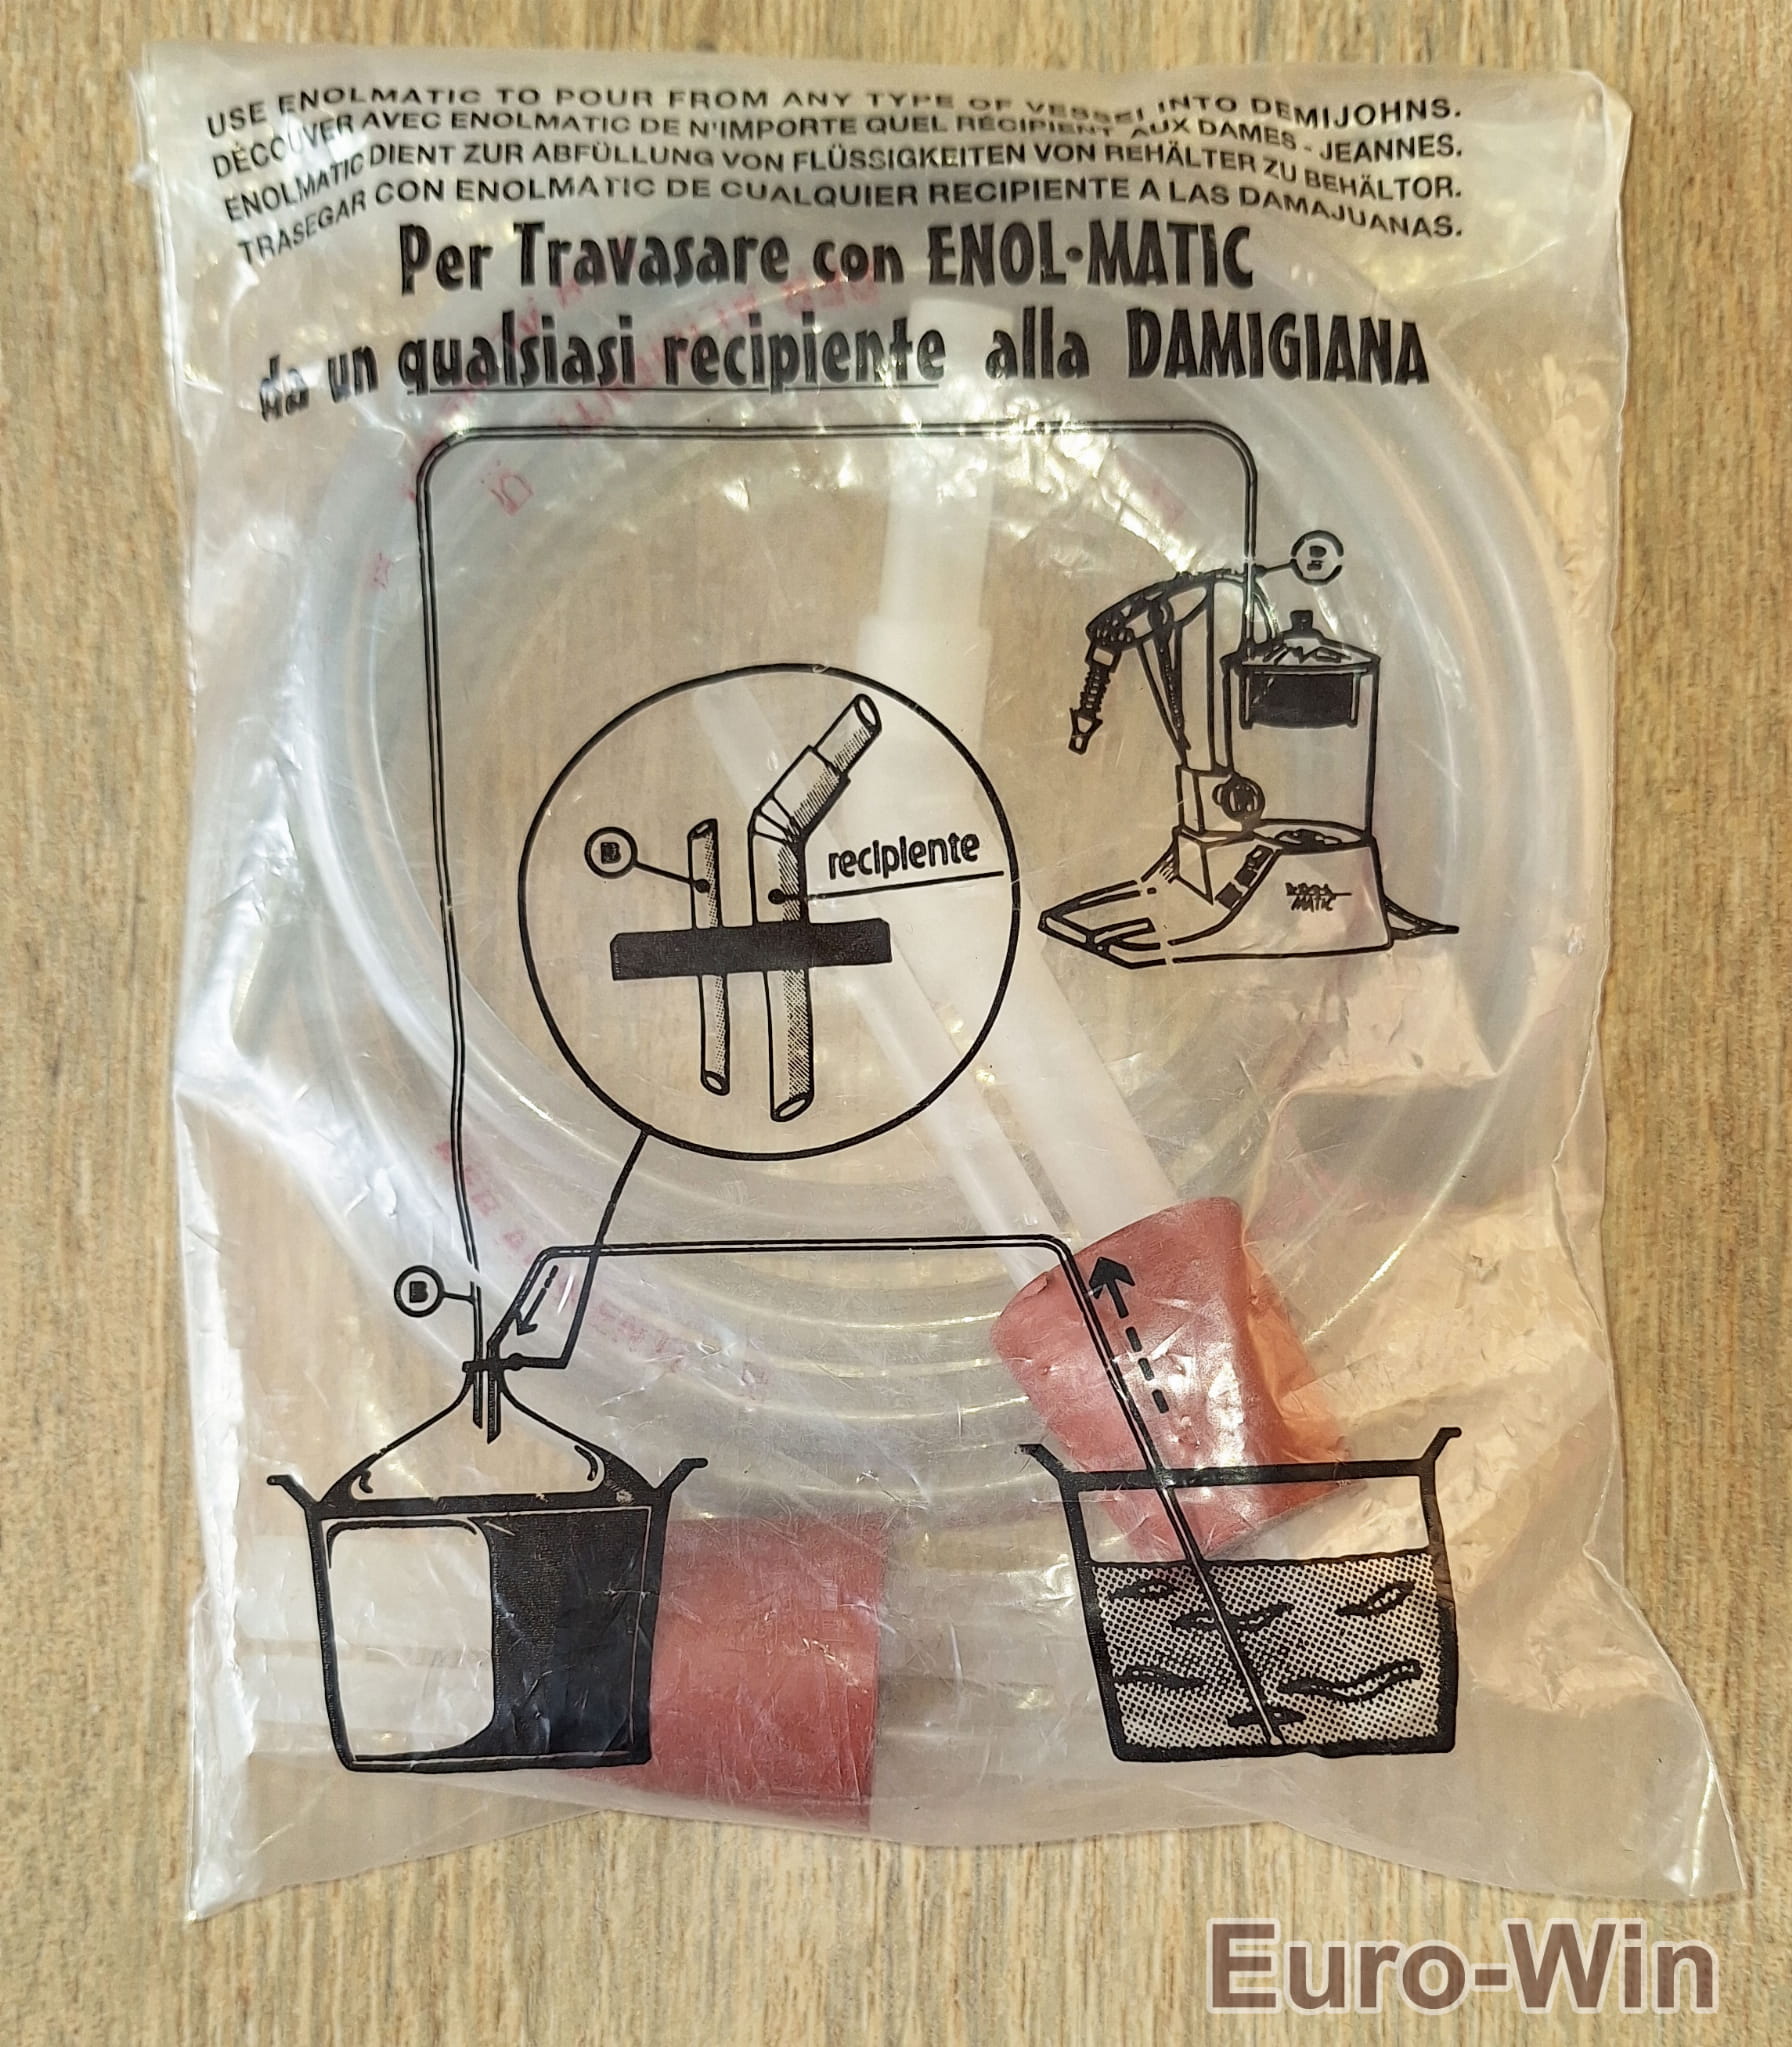 USE ENOLMATIC TO POUR FROM ANY TYPE OF VESSEL INTO DEMIJOHNS.
DÈCOUVER AVEC ENOLMATIC DE N'IMPORTE QUEL RÉCIPIENT AUX DAMES - JEANNES.
ENOLMATIC DIENT ZUR ABFÜLLUNG VON FLÜSSIGKEITEN VON REHÄLTER ZU BEHÄLTOR.
TRASEGAR CON ENOLMATIC DE CUALQUIER RECIPIENTE A LAS DAMAJUANAS.
Per Travasare con ENOL-MATIC
da un qualsiasi recipiente alla DAMIGIANA
B
recipiente
B
MATIC
B
Euro-Win